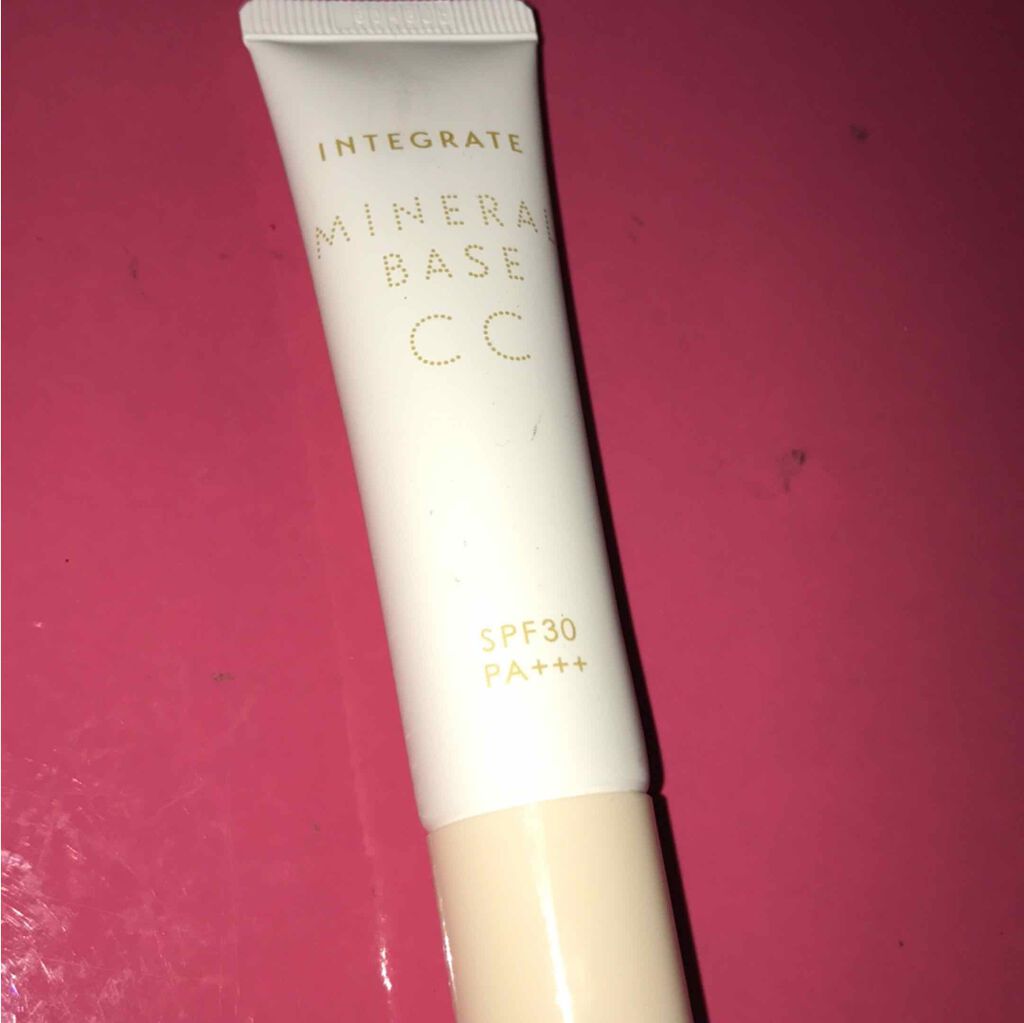 INTEGRATE
MINERAL
BASE
CC
SPF30
PA+++